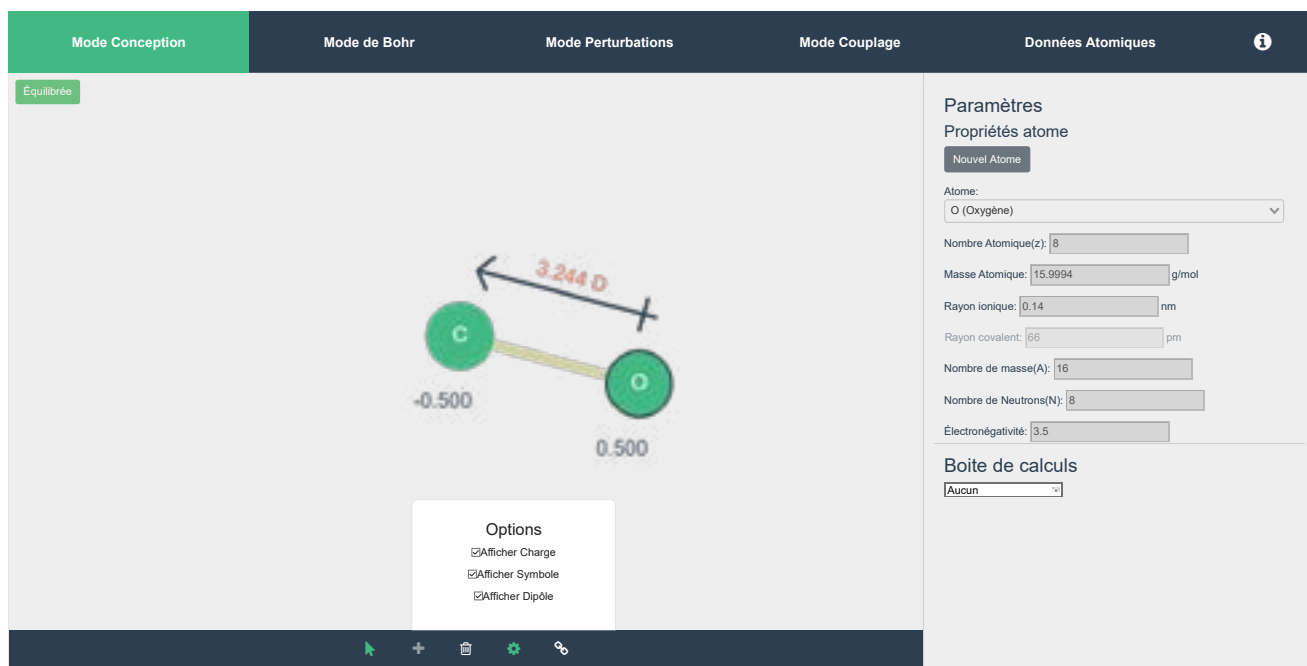 Mode Conception
Mode de Bohr
Mode Perturbations
Mode Couplage
Données Atomiques
Équilibrée
3.244 D
C
O
-0.500
0.500
Options
Afficher Charge
Afficher Symbole
Afficher Dipôle
Paramètres
Propriétés atome
Nouvel Atome
Atome:
O (Oxygène)
Nombre Atomique(z): 8
Masse Atomique: 15.9994 g/mol
Rayon ionique: 0.14 nm
Rayon covalent: 66 pm
Nombre de masse(A): 16
Nombre de Neutrons(N): 8
Électronégativité: 3.5
Boite de calculs
Aucun